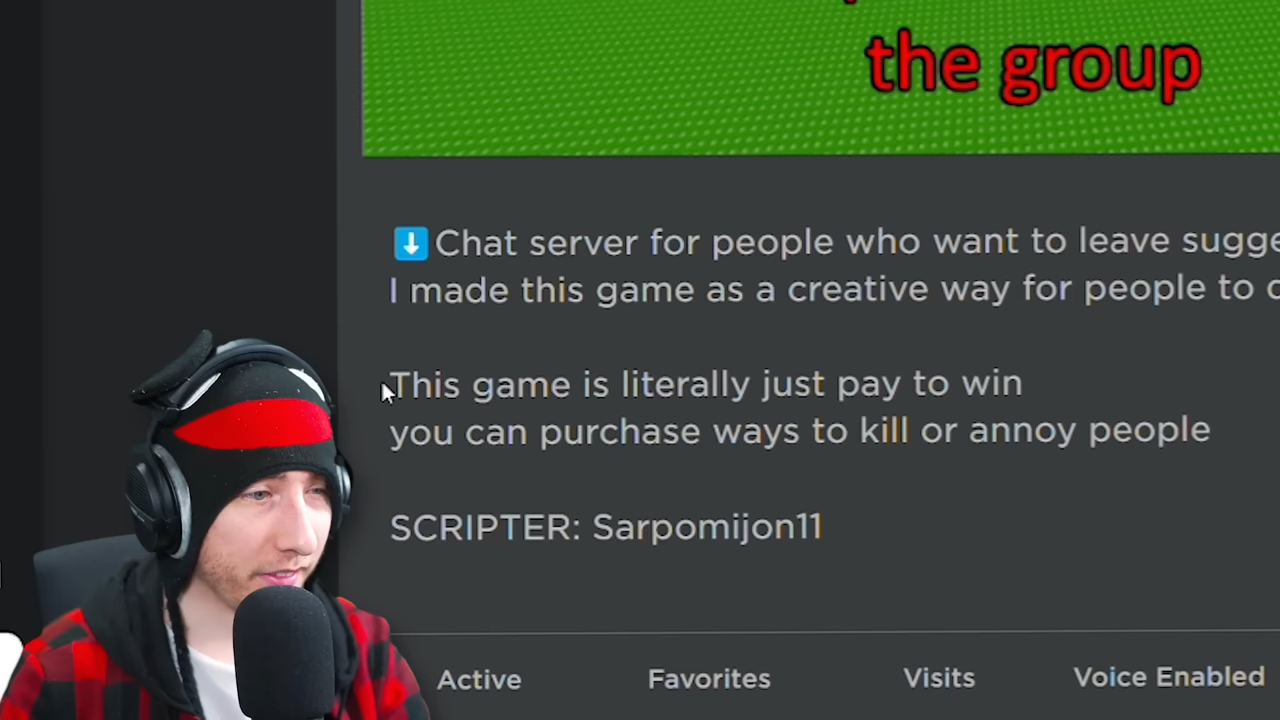 the group
Chat server for people who want to leave
I made this game as a creative way for people to
This game is literally just pay to win
you can purchase ways to kill or annoy people
SCRIPTER: Sarpomijon11
Active Favorites Visits Voice Enabled